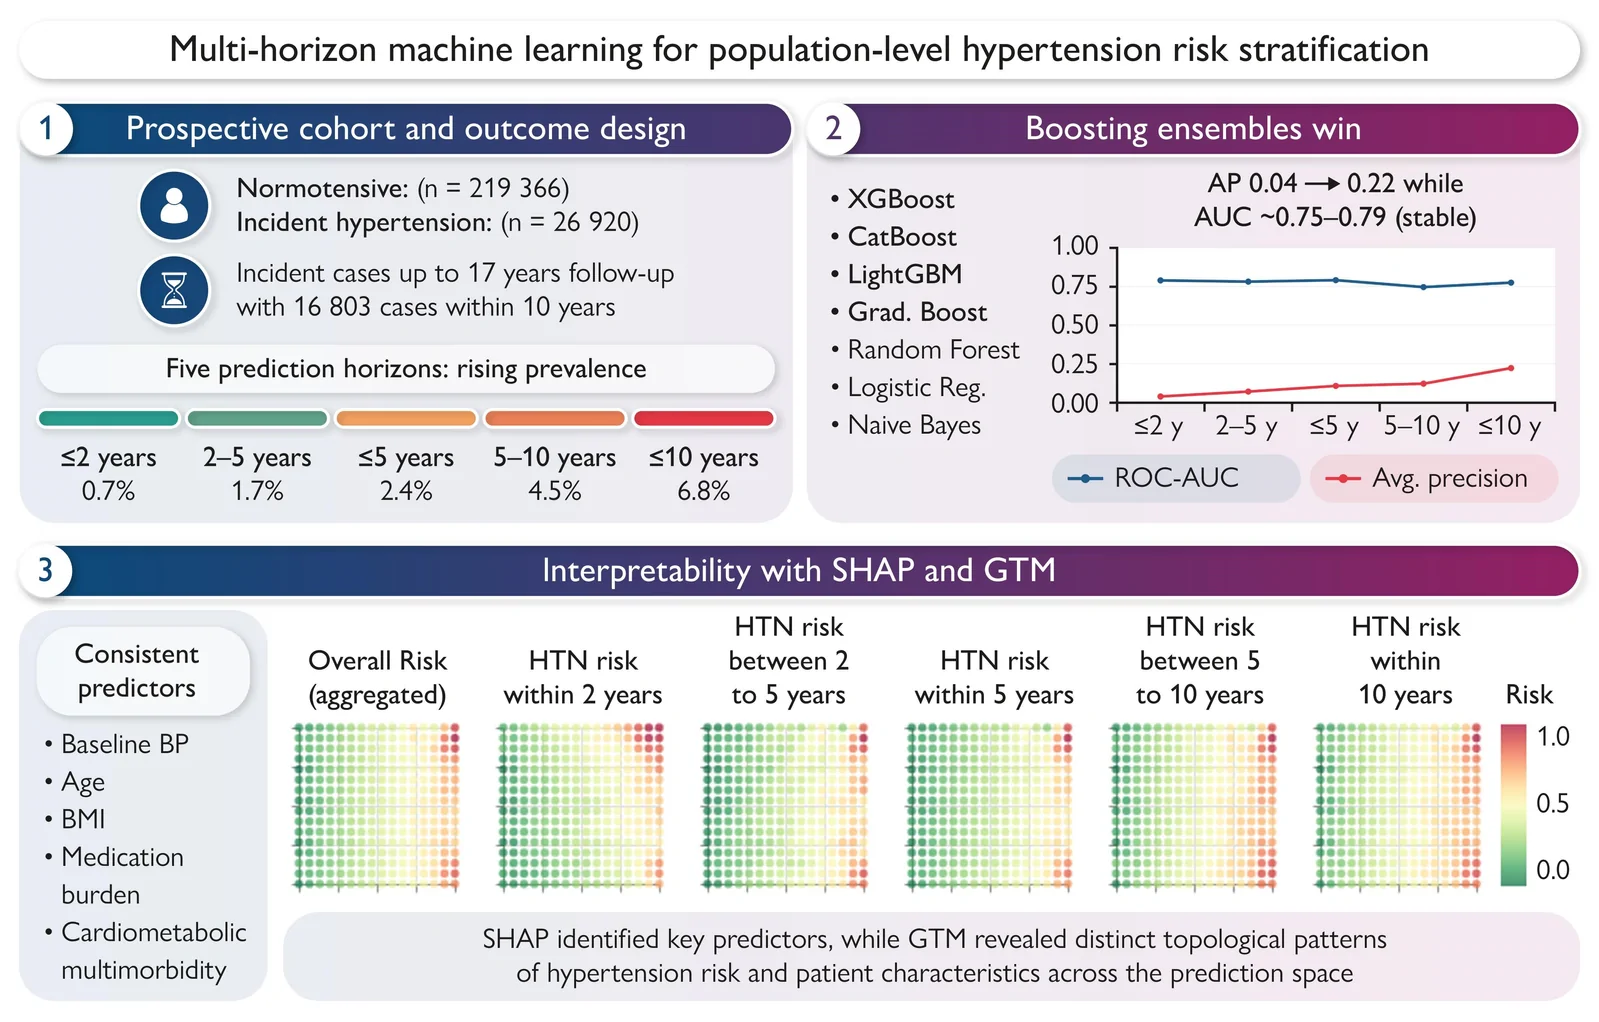 Multi-horizon machine learning for population-level hypertension risk stratification
1
Prospective cohort and outcome design
Normotensive: (n = 219 366)
Incident hypertension: (n = 26 920)
Incident cases up to 17 years follow-up
with 16 803 cases within 10 years
Five prediction horizons: rising prevalence
≤2 years 2–5 years ≤5 years 5–10 years ≤10 years
0.7% 1.7% 2.4% 4.5% 6.8%
2
Boosting ensembles win
• XGBoost
• CatBoost
• LightGBM
• Grad. Boost
• Random Forest
• Logistic Reg.
• Naive Bayes
AP 0.04 → 0.22 while
AUC ~0.75–0.79 (stable)
1.00
0.75
0.50
0.25
0.00
≤2 y 2–5 y ≤5 y 5–10 y ≤10 y
ROC-AUC Avg. precision
3
Interpretability with SHAP and GTM
Consistent
predictors
• Baseline BP
• Age
• BMI
• Medication
burden
• Cardiometabolic
multimorbidity
Overall Risk
(aggregated)
HTN risk
within 2 years
HTN risk
between 2
to 5 years
HTN risk
within 5 years
HTN risk
between 5
to 10 years
HTN risk
within
10 years
Risk
1.0
0.5
0.0
SHAP identified key predictors, while GTM revealed distinct topological patterns
of hypertension risk and patient characteristics across the prediction space